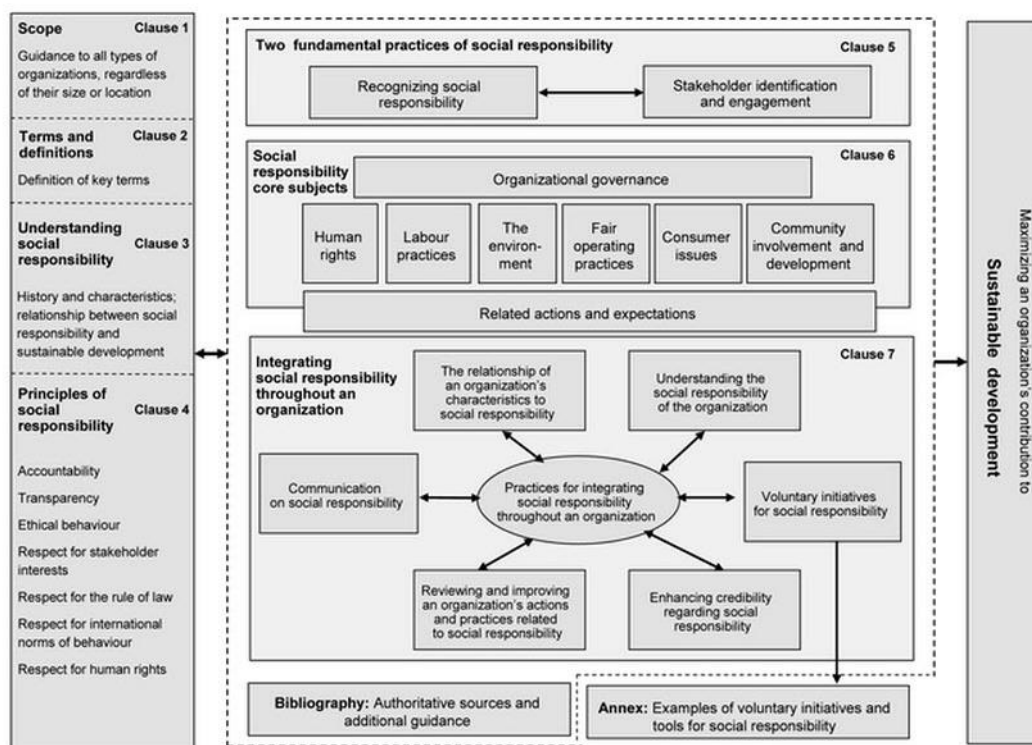 Scope Clause 1
Guidance to all types of
organizations, regardless
of their size or location
Terms and Clause 2
definitions
Definition of key terms
Understanding
social Clause 3
responsibility
History and characteristics;
relationship between social
responsibility and
sustainable development
Principles of
social Clause 4
responsibility
Accountability
Transparency
Ethical behaviour
Respect for stakeholder
interests
Respect for the rule of law
Respect for international
norms of behaviour
Respect for human rights
Two fundamental practices of social responsibility Clause 5
Recognizing social
responsibility
Stakeholder identification
and engagement
Social
responsibility
core subjects
Clause 6
Organizational governance
Human
rights
Labour
practices
The
environ-
ment
Fair
operating
practices
Consumer
issues
Community
involvement and
development
Related actions and expectations
Integrating
social responsibility
throughout an
organization
Clause 7
The relationship of
an organization's
characteristics to
social responsibility
Understanding the
social responsibility
of the organization
Communication
on social responsibility
Practices for integrating
social responsibility
throughout an organization
Voluntary initiatives
for social responsibility
Reviewing and improving
an organization's actions
and practices related
to social responsibility
Enhancing credibility
regarding social
responsibility
Bibliography: Authoritative sources and
additional guidance
Annex: Examples of voluntary initiatives and
tools for social responsibility
Maximizing an organization's contribution to
Sustainable development